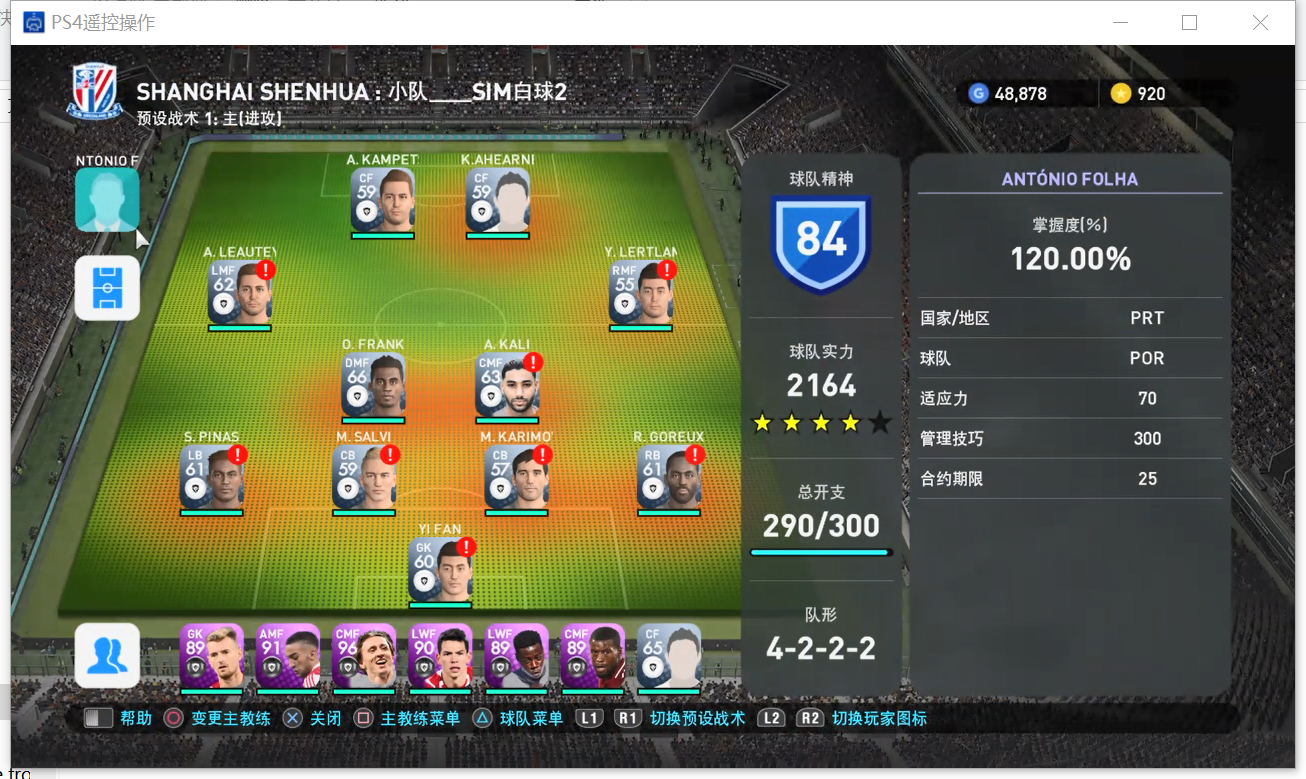 PS4遥控操作
SHANGHAI SHENHUA : 小队____SIM白球2
预设战术 1: 主(进攻)
48,878
920
NTONIO F
A. KAMPET
CF
59
K.AHEARNI
CF
59
A. LEAUTEY
LMF
62
Y. LERTLAN
RMF
55
O. FRANK
DMF
66
A. KALI
CMF
63
S. PINAS
LB
61
M. SALVI
CB
59
M. KARIMO'
CB
57
R. GOREUX
RB
61
YI FAN
GK
60
GK
89
AMF
91
CMF
96
LWF
90
LWF
89
CMF
89
CF
65
球队精神
84
球队实力
2164
总开支
290/300
队形
4-2-2-2
ANTÓNIO FOLHA
掌握度(%)
120.00%
国家/地区 PRT
球队 POR
适应力 70
管理技巧 300
合约期限 25
帮助 变更主教练 关闭 主教练菜单 球队菜单 L1 R1 切换预设战术 L2 R2 切换玩家图标
e fro